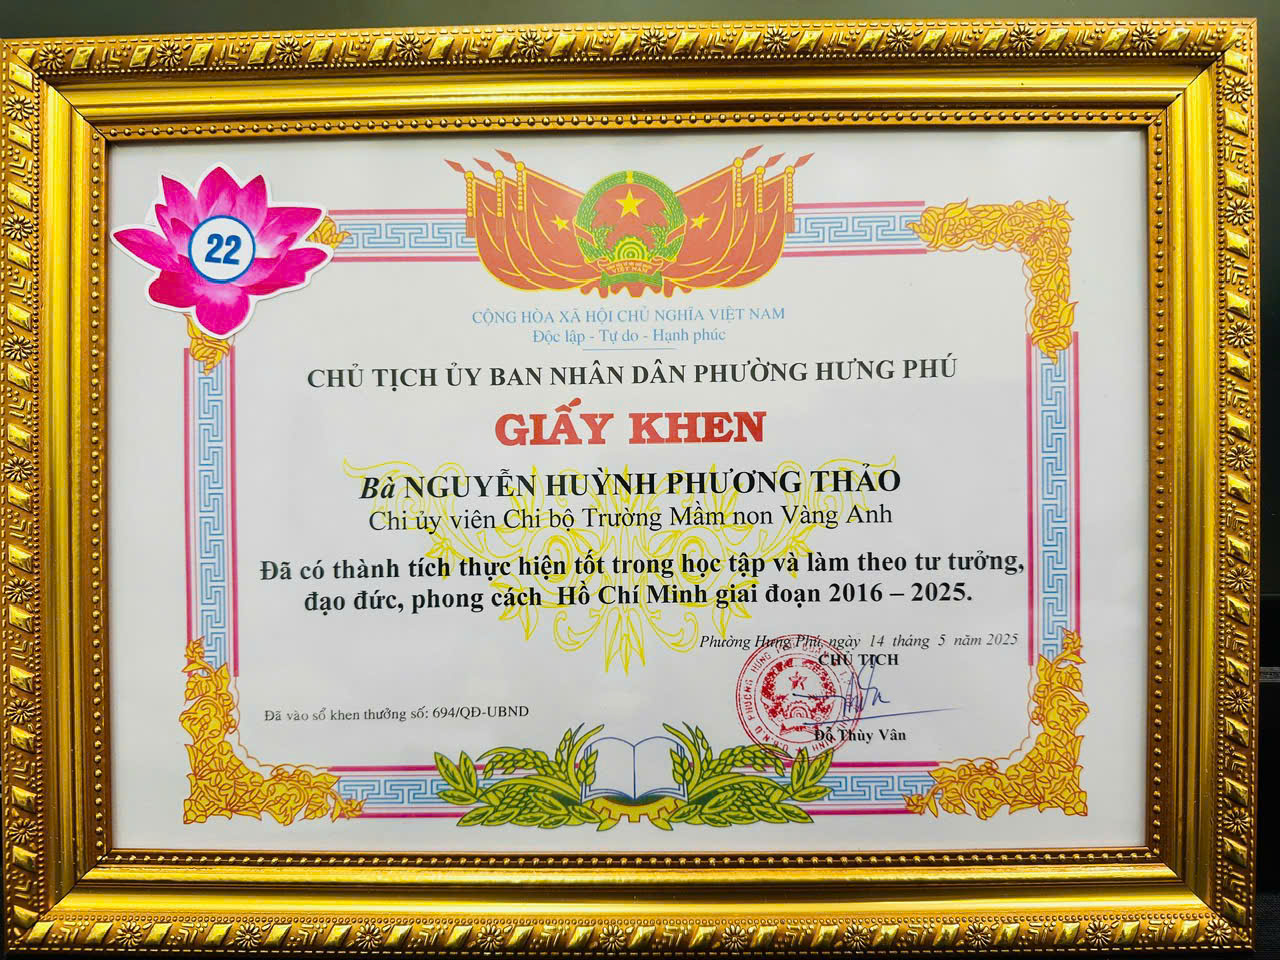 22
VIỆT NAM
CỘNG HÒA XÃ HỘI CHỦ NGHĨA VIỆT NAM
Độc lập - Tự do - Hạnh phúc
CHỦ TỊCH ỦY BAN NHÂN DÂN PHƯỜNG HƯNG PHÚ
GIẤY KHEN
Bà NGUYỄN HUỲNH PHƯƠNG THẢO
Chi ủy viên Chi bộ Trường Mầm non Vàng Anh
Đã có thành tích thực hiện tốt trong học tập và làm theo tư tưởng,
đạo đức, phong cách Hồ Chí Minh giai đoạn 2016 – 2025.
Phường Hưng Phú, ngày 14 tháng 5 năm 2025
CHỦ TỊCH
Đã vào sổ khen thưởng số: 694/QĐ-UBND
Đỗ Thùy Vân